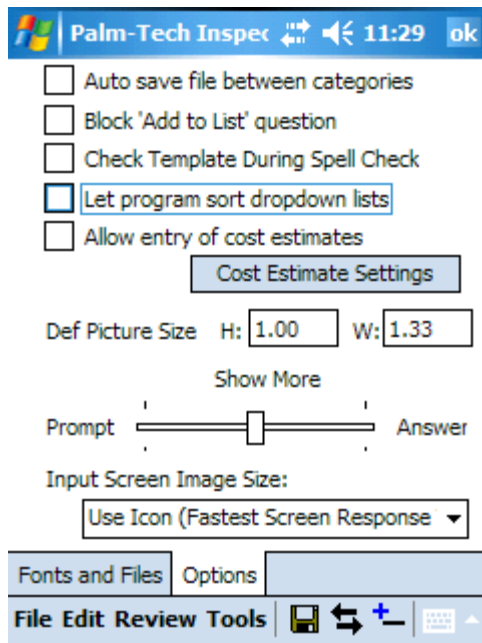 Palm-Tech Inspec 11:29 ok
Auto save file between categories
Block 'Add to List' question
Check Template During Spell Check
Let program sort dropdown lists
Allow entry of cost estimates
Cost Estimate Settings
Def Picture Size H: 1.00 W: 1.33
Show More
Prompt Answer
Input Screen Image Size:
Use Icon (Fastest Screen Response
Fonts and Files Options
File Edit Review Tools